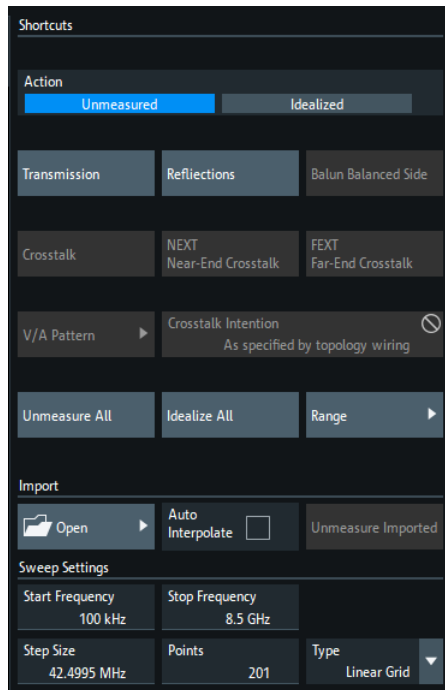 Shortcuts
Action
Unmeasured Idealized
Transmission Reflections Balun Balanced Side
Crosstalk
NEXT
Near-End Crosstalk
FEXT
Far-End Crosstalk
V/A Pattern
Crosstalk Intention
As specified by topology wiring
Unmeasure All Idealize All Range
Import
Open
Auto
Interpolate
Unmeasure Imported
Sweep Settings
Start Frequency
100 kHz
Stop Frequency
8.5 GHz
Step Size
42.4995 MHz
Points
201
Type
Linear Grid